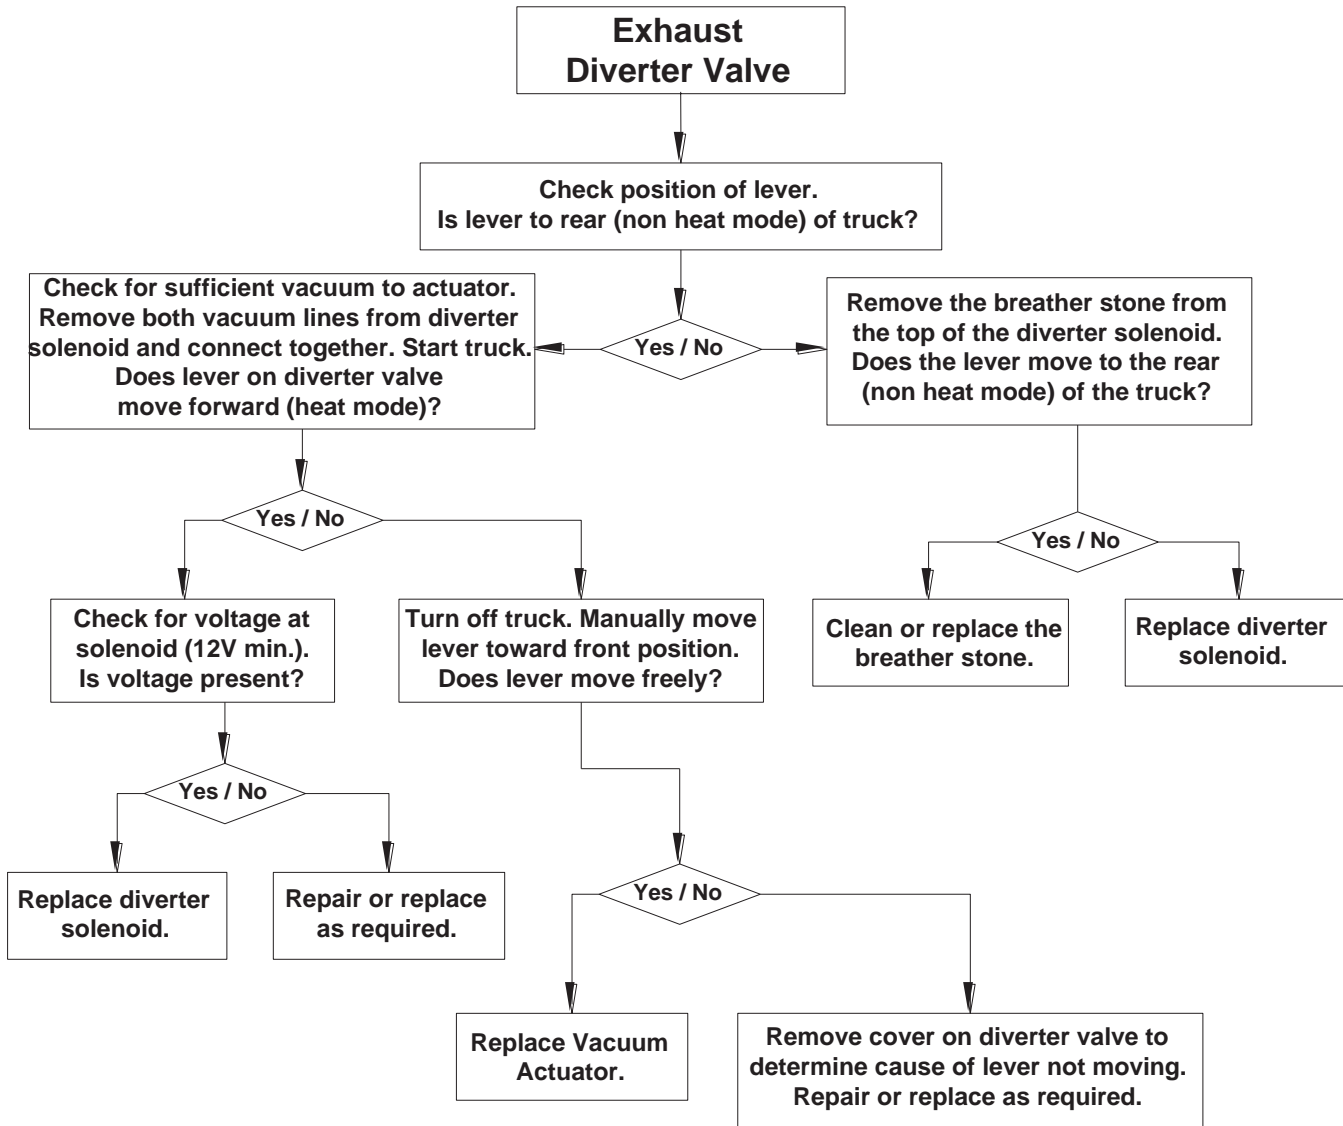 Exhaust
Diverter Valve
Check position of lever.
Is lever to rear (non heat mode) of truck?
Check for sufficient vacuum to actuator.
Remove both vacuum lines from diverter
solenoid and connect together. Start truck.
Does lever on diverter valve
move forward (heat mode)?
Yes / No
Remove the breather stone from
the top of the diverter solenoid.
Does the lever move to the rear
(non heat mode) of the truck?
Yes / No
Yes / No
Check for voltage at
solenoid (12V min.).
Is voltage present?
Turn off truck. Manually move
lever toward front position.
Does lever move freely?
Clean or replace the
breather stone.
Replace diverter
solenoid.
Yes / No
Yes / No
Replace diverter
solenoid.
Repair or replace
as required.
Replace Vacuum
Actuator.
Remove cover on diverter valve to
determine cause of lever not moving.
Repair or replace as required.